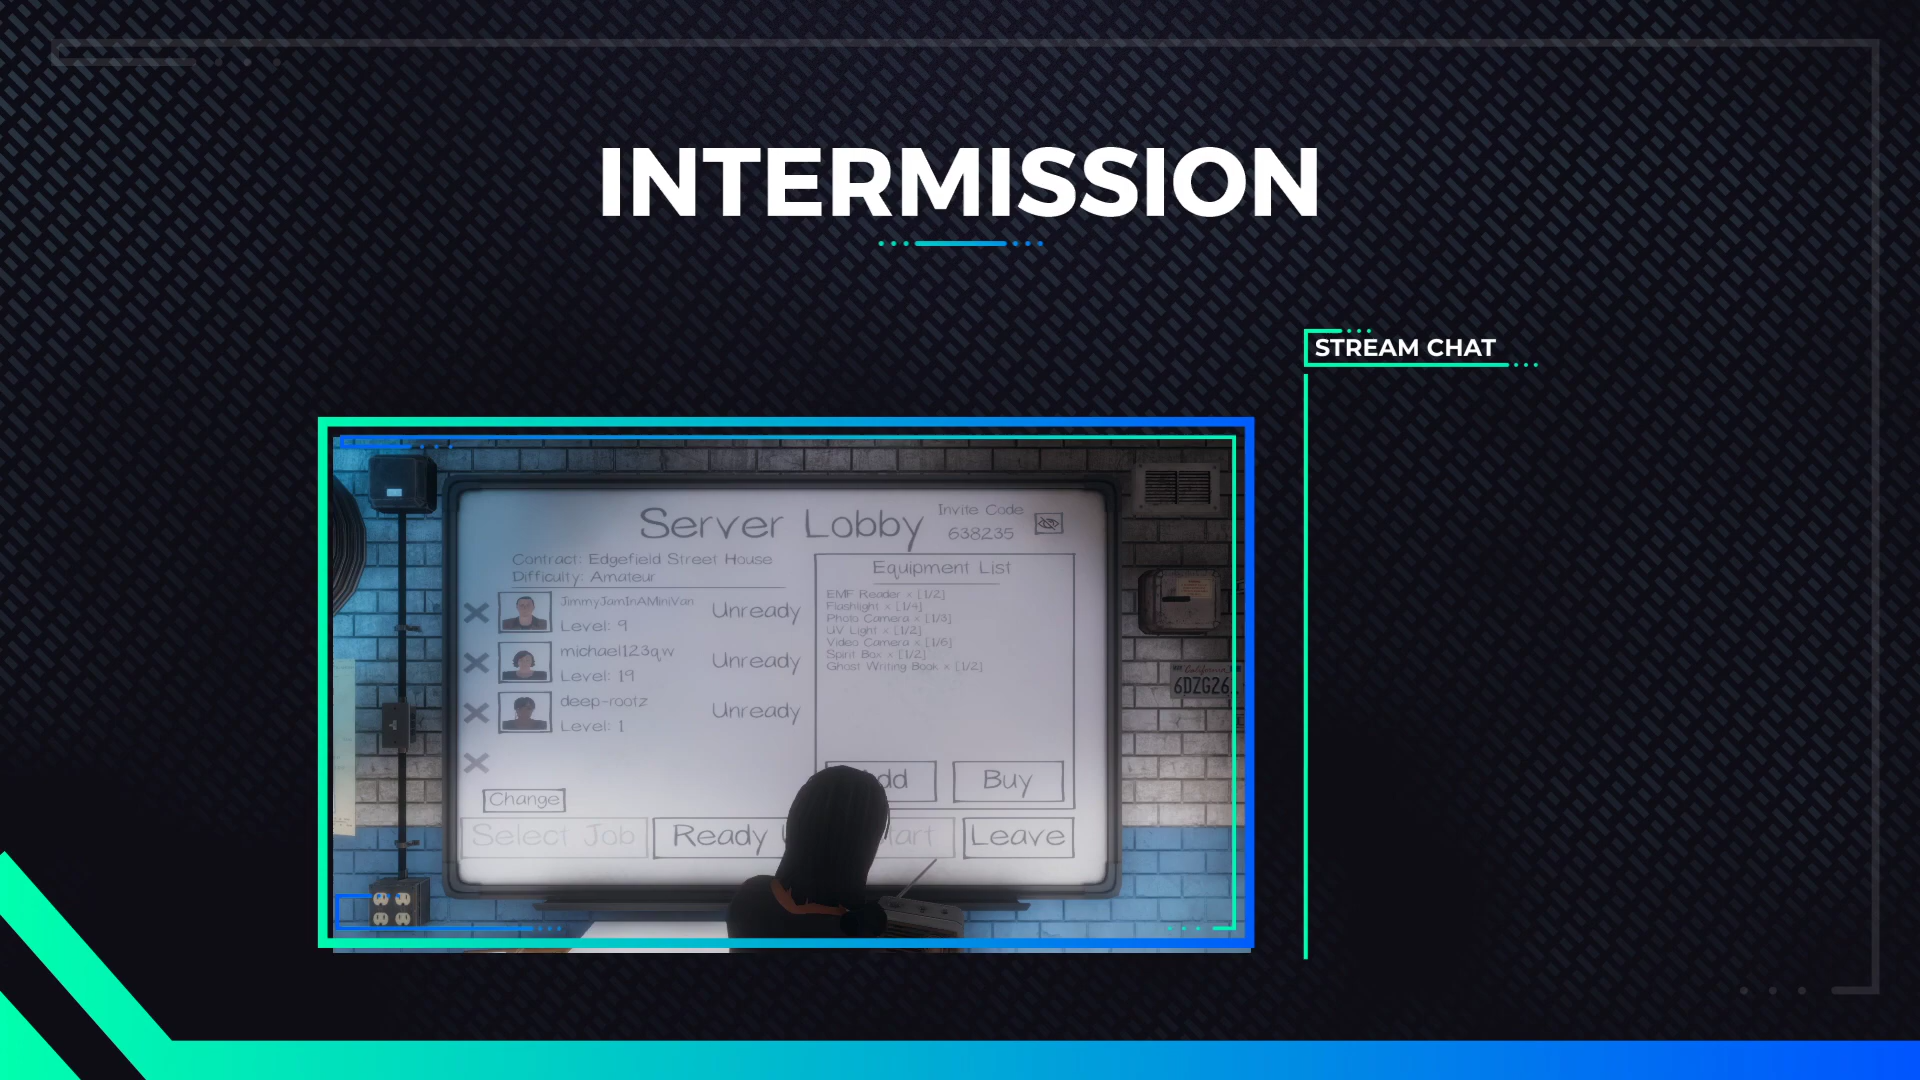 INTERMISSION
STREAM CHAT
Server Lobby
Invite Code
638235
Contract: Edgefield Street House
Difficulty: Amateur
JimmyJamInAMiniVan
Level: 9
Unready
michael123qw
Level: 19
Unready
deep-rootz
Level: 1
Unready
Change
Equipment List
EMF Reader x [1/2]
Flashlight x [1/4]
Photo Camera x [1/3]
UV Light x [1/2]
Video Camera x [1/6]
Spirit Box x [1/2]
Ghost Writing Book x [1/2]
Buy
Select Job
Ready
Leave
California
6DZG26